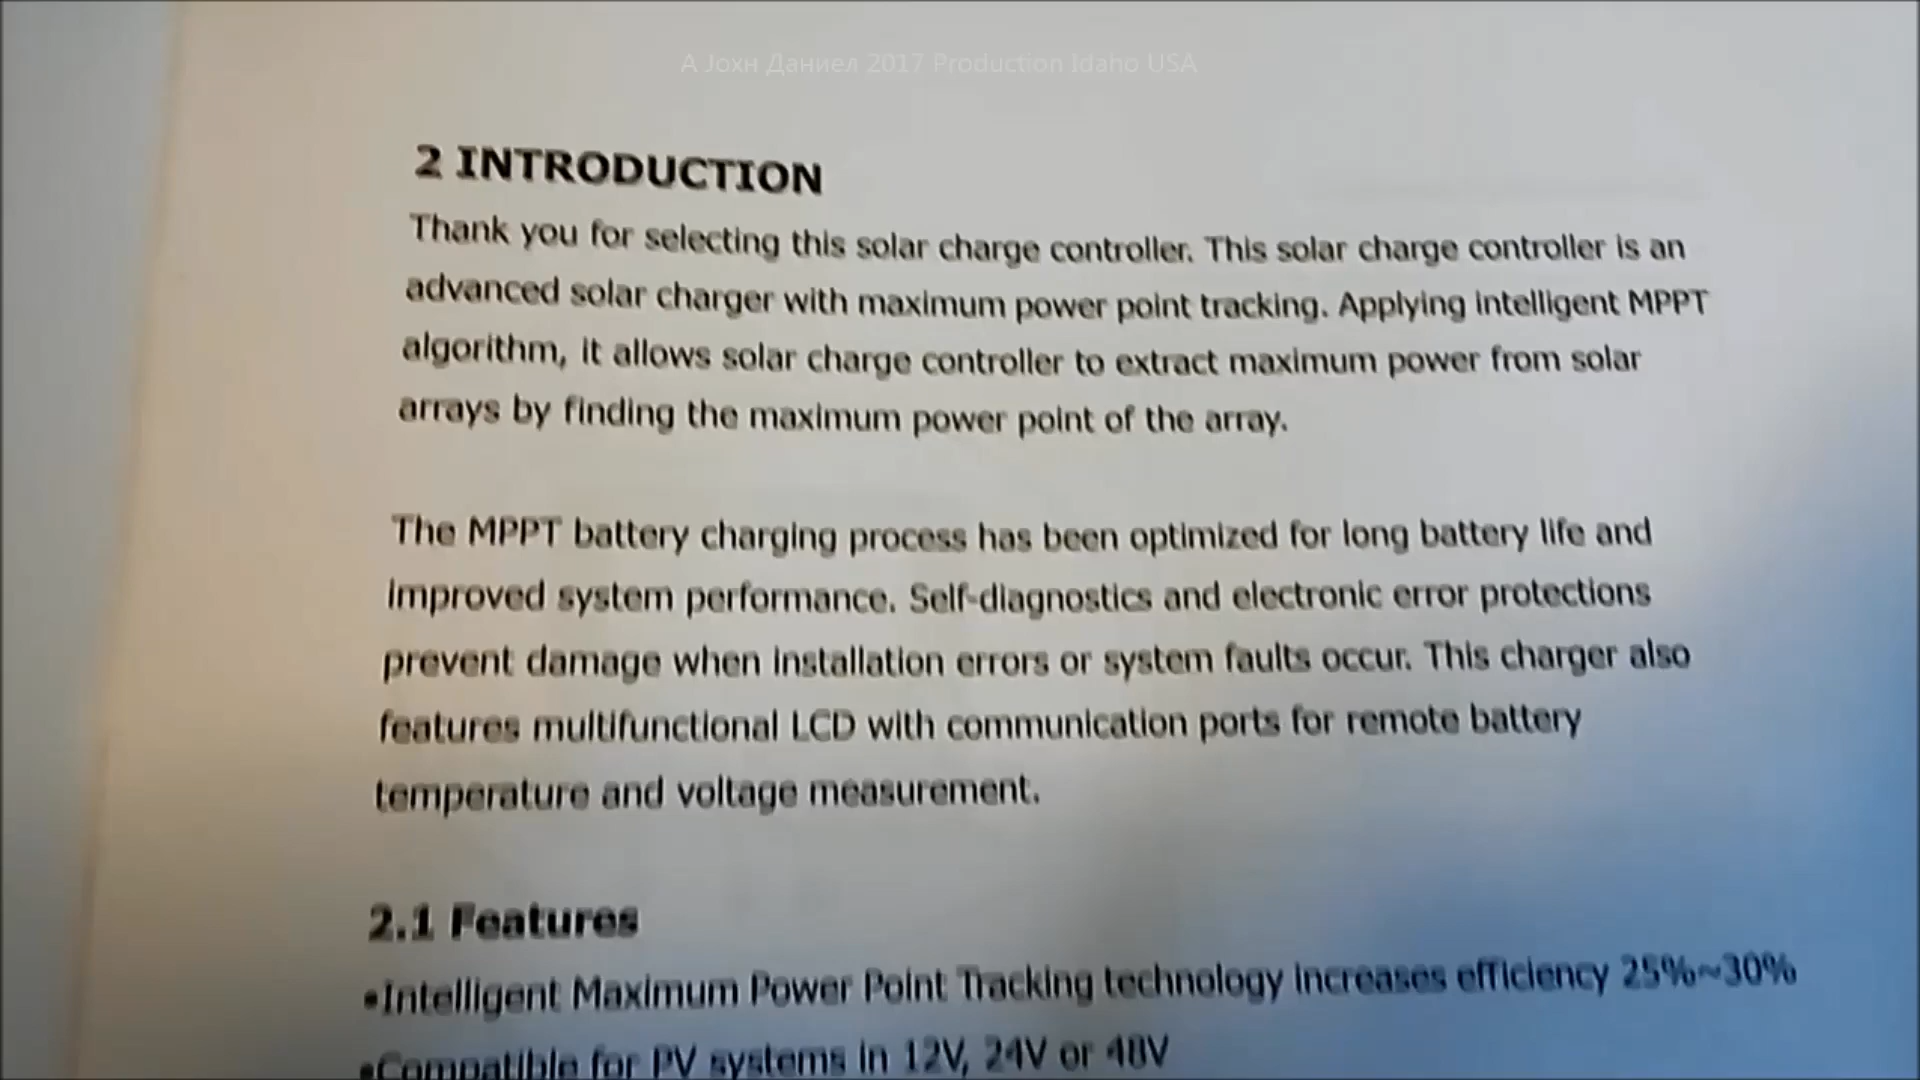 А Јохн Даниел 2017 Production Idaho USA
2 INTRODUCTION
Thank you for selecting this solar charge controller. This solar charge controller is an
advanced solar charger with maximum power point tracking. Applying intelligent MPPT
algorithm, it allows solar charge controller to extract maximum power from solar
arrays by finding the maximum power point of the array.
The MPPT battery charging process has been optimized for long battery life and
improved system performance. Self-diagnostics and electronic error protections
prevent damage when installation errors or system faults occur. This charger also
features multifunctional LCD with communication ports for remote battery
temperature and voltage measurement.
2.1 Features
•Intelligent Maximum Power Point Tracking technology increases efficiency 25%~30%
•Compatible for PV systems in 12V, 24V or 48V